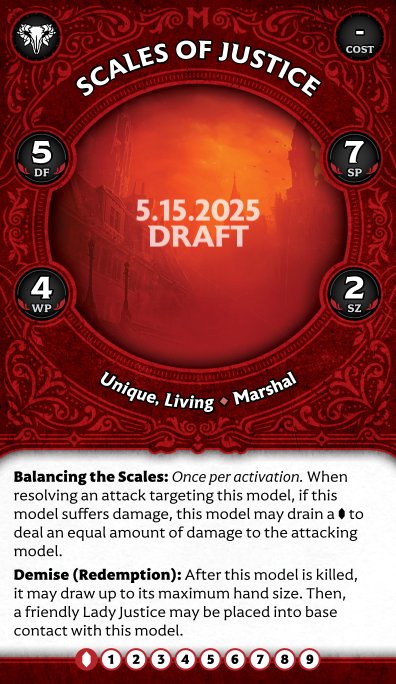 -
COST
SCALES OF JUSTICE
5
DF
7
SP
5.15.2025
DRAFT
4
WP
2
SZ
Unique, Living ◆ Marshal
Balancing the Scales: Once per activation. When
resolving an attack targeting this model, if this
model suffers damage, this model may drain a to
deal an equal amount of damage to the attacking
model.
Demise (Redemption): After this model is killed,
it may draw up to its maximum hand size. Then,
a friendly Lady Justice may be placed into base
contact with this model.
1 2 3 4 5 6 7 8 9